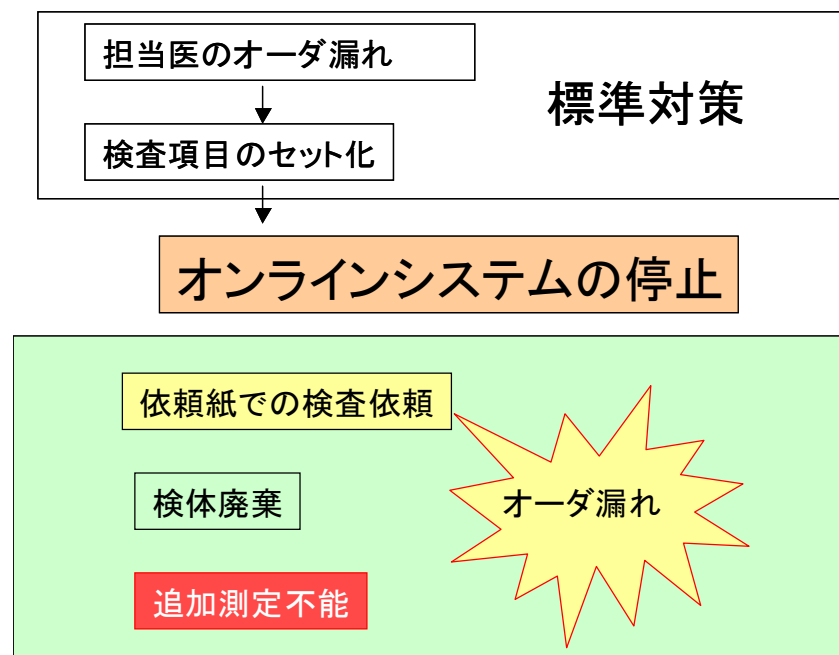 担当医のオーダ漏れ
標準対策
検査項目のセット化
オンラインシステムの停止
依頼紙での検査依頼
検体廃棄
オーダ漏れ
追加測定不能